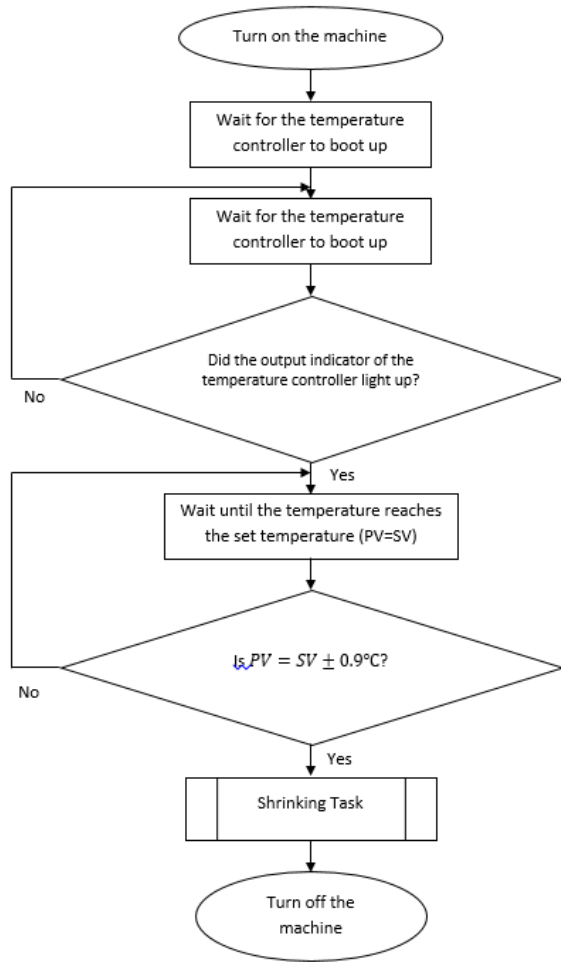 Turn on the machine
Wait for the temperature
controller to boot up
Wait for the temperature
controller to boot up
Did the output indicator of the
temperature controller light up?
No
Yes
Wait until the temperature reaches
the set temperature (PV=SV)
Is PV = SV ± 0.9°C?
No
Yes
Shrinking Task
Turn off the
machine